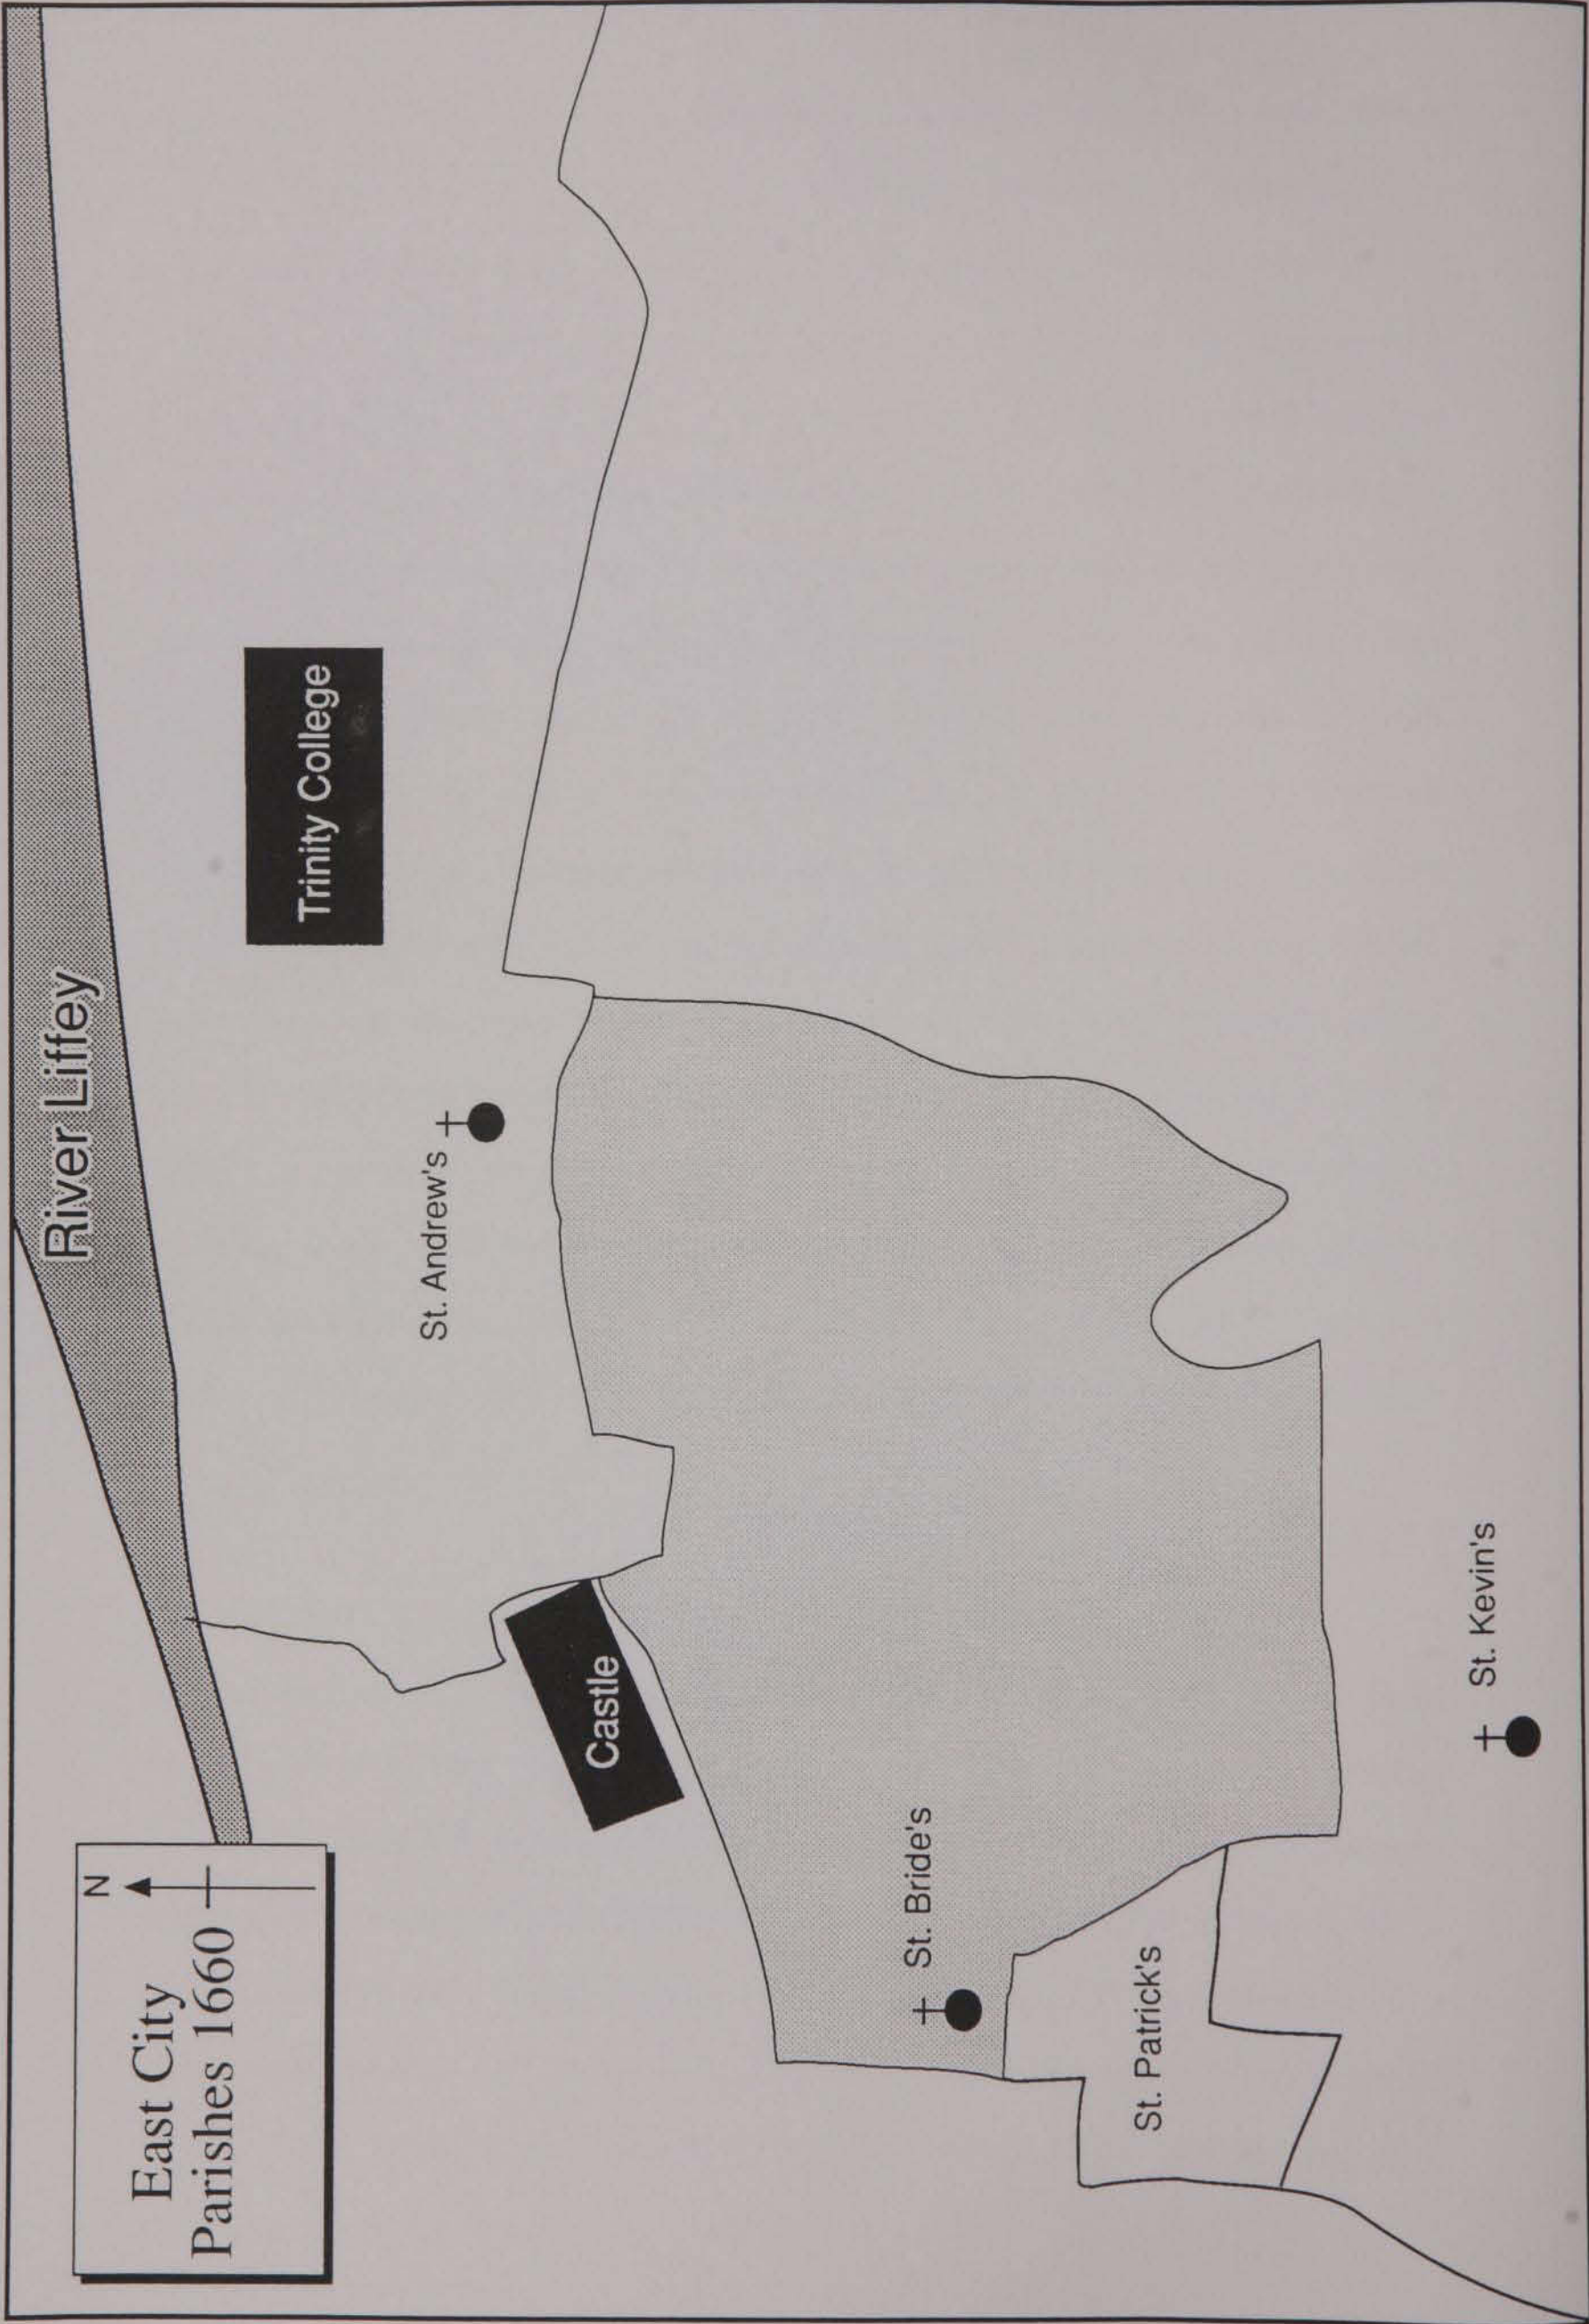 East City
Parishes 1660
N
River Liffey
Trinity College
St. Andrew's
Castle
St. Bride's
St. Patrick's
St. Kevin's